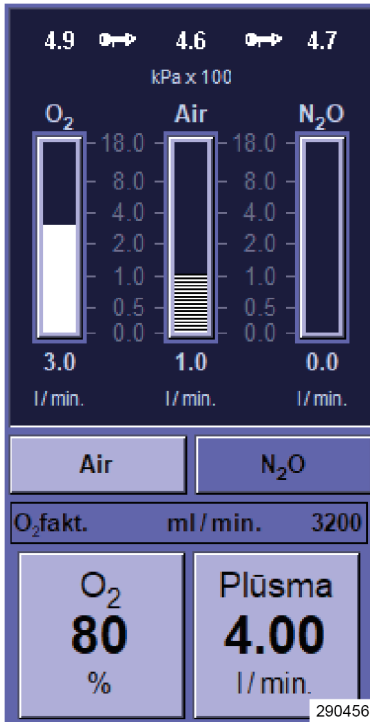 4.9 4.6 4.7
kPa x 100
O₂ Air N₂O
18.0 18.0
8.0 8.0
4.0 4.0
2.0 2.0
1.0 1.0
0.5 0.5
0.0 0.0
3.0 1.0 0.0
l/min. l/min. l/min.
Air N₂O
O₂fakt. ml/min. 3200
O₂ Plūsma
80 4.00
% l/min.
290456